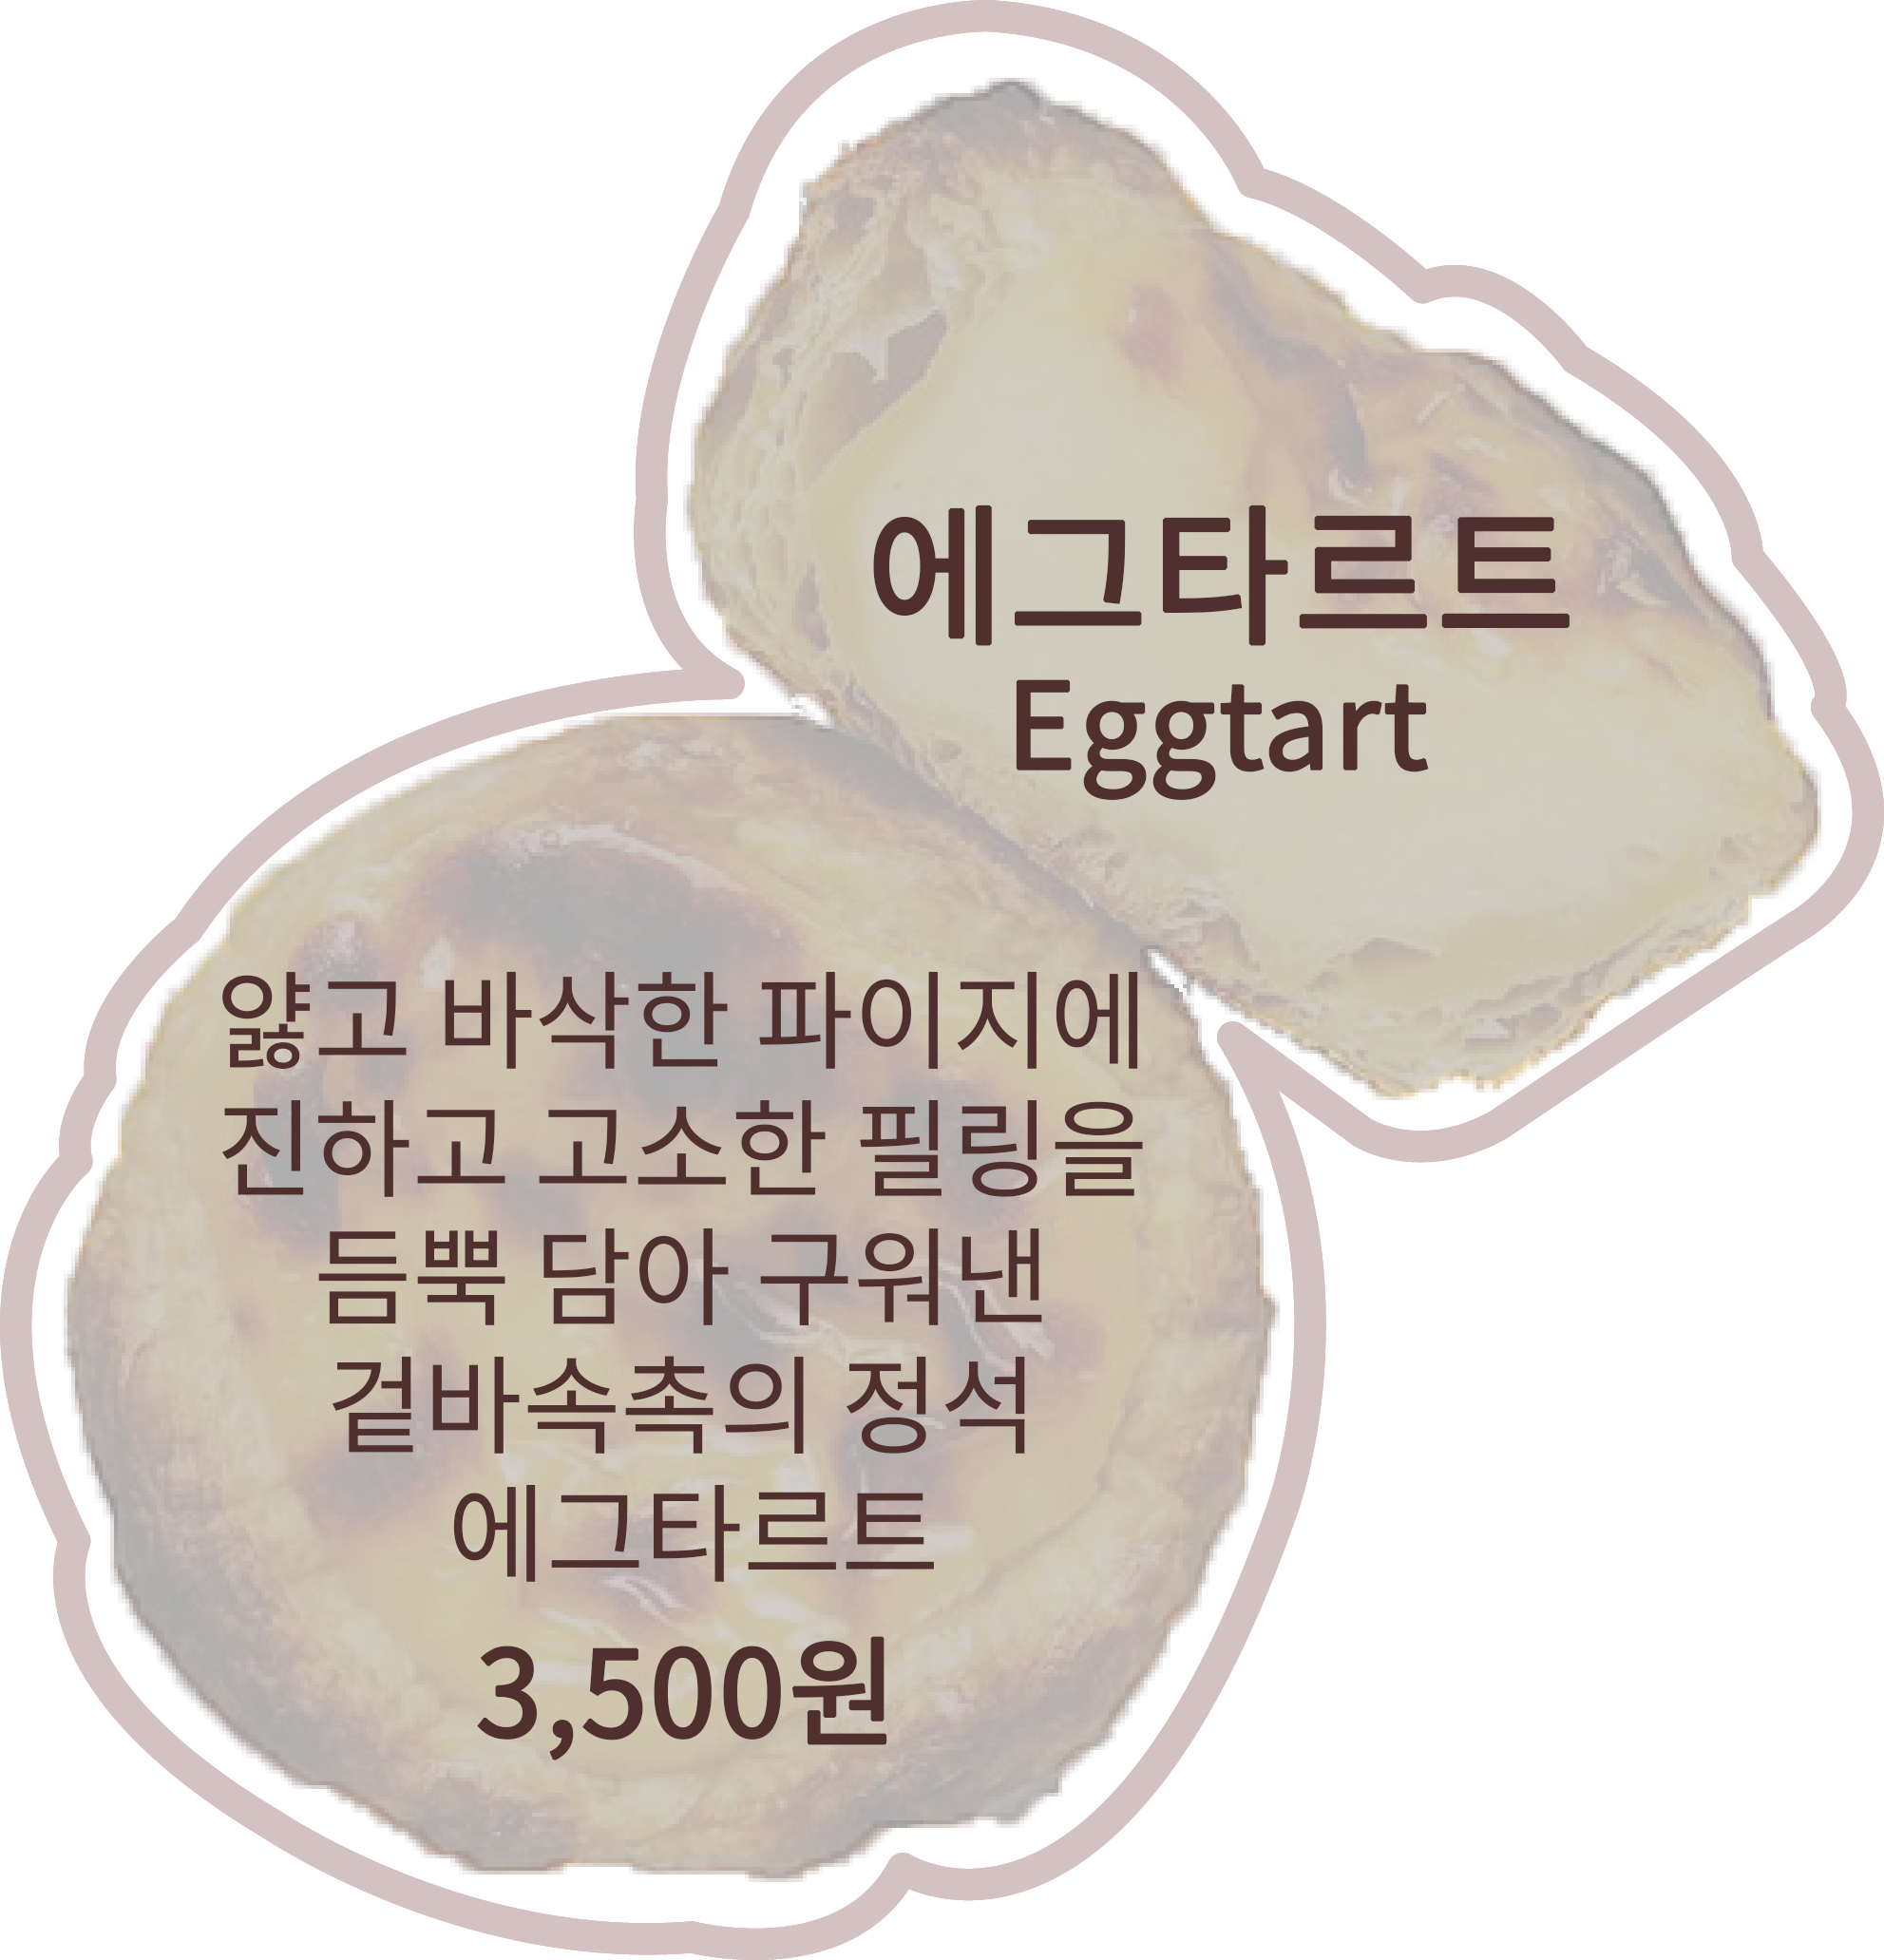 에그타르트
Eggtart
얇고 바삭한 파이지에
진하고 고소한 필링을
듬뿍 담아 구워낸
겉바속촉의 정석
에그타르트
3,500원